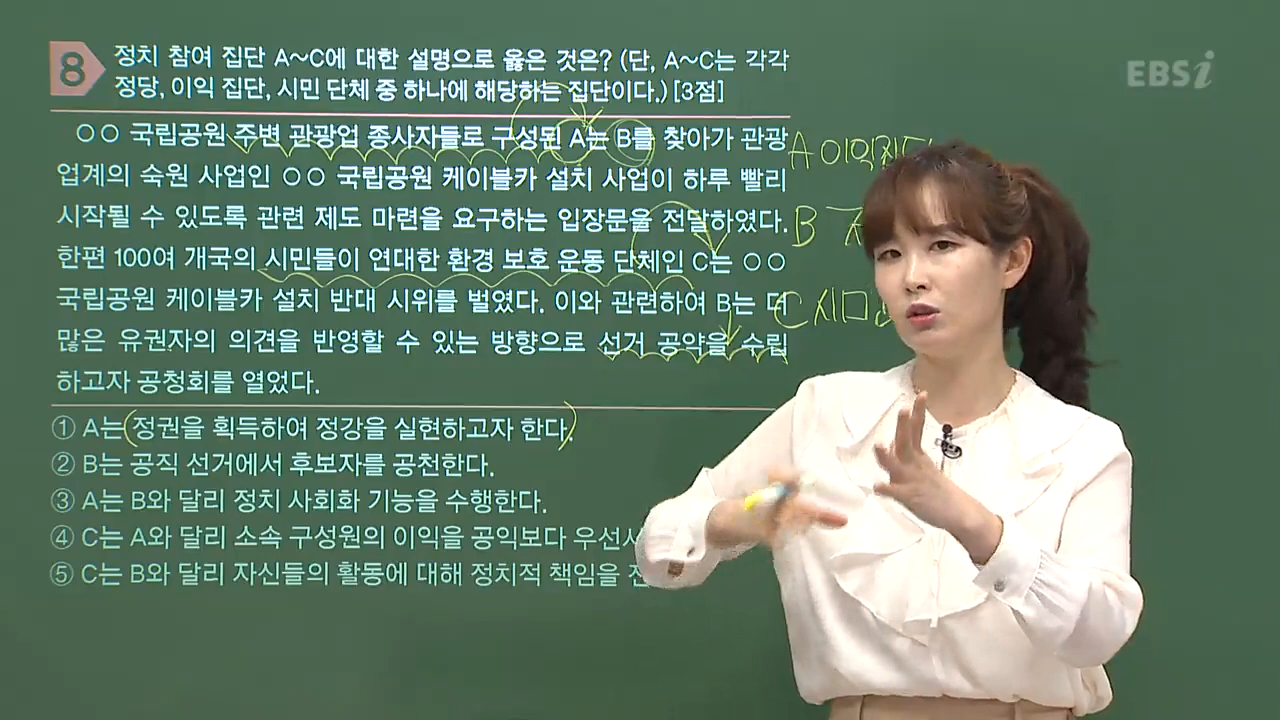 8
정치 참여 집단 A~C에 대한 설명으로 옳은 것은? (단, A~C는 각각
정당, 이익 집단, 시민 단체 중 하나에 해당하는 집단이다.) [3점]
EBSi
○○ 국립공원 주변 관광업 종사자들로 구성된 A는 B를 찾아가 관광
업계의 숙원 사업인 ○○ 국립공원 케이블카 설치 사업이 하루 빨리
시작될 수 있도록 관련 제도 마련을 요구하는 입장문을 전달하였다.
한편 100여 개국의 시민들이 연대한 환경 보호 운동 단체인 C는 ○○
국립공원 케이블카 설치 반대 시위를 벌였다. 이와 관련하여 B는 더
많은 유권자의 의견을 반영할 수 있는 방향으로 선거 공약을 수립
하고자 공청회를 열었다.
A 이익
B
C 시민
① A는 정권을 획득하여 정강을 실현하고자 한다.
② B는 공직 선거에서 후보자를 공천한다.
③ A는 B와 달리 정치 사회화 기능을 수행한다.
④ C는 A와 달리 소속 구성원의 이익을 공익보다
⑤ C는 B와 달리 자신들의 활동에 대해 정치적 책임을